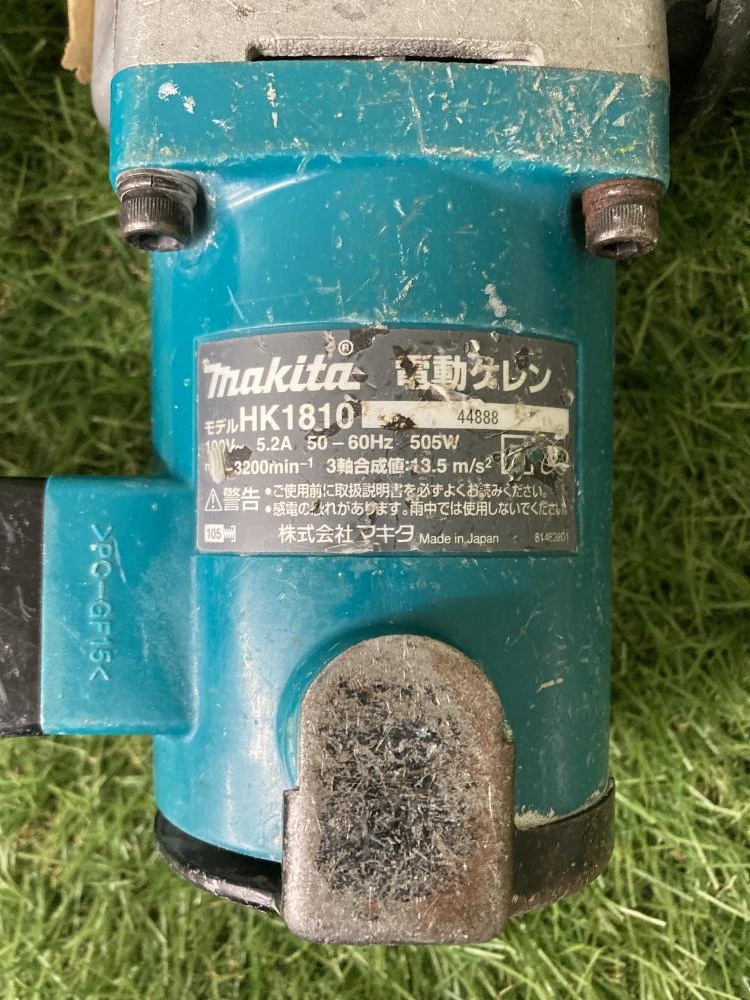 makita® 電動ケレン
モデル HK1810 44888
100V~ 5.2A 50-60Hz 505W
3200min⁻¹ 3軸合成値:13.5 m/s²
警告 •ご使用前に取扱説明書を必ずよくお読みください。
•感電の恐れがあります。雨中では使用しないでください。
105 株式会社 マキタ Made in Japan
>PC-GF15<